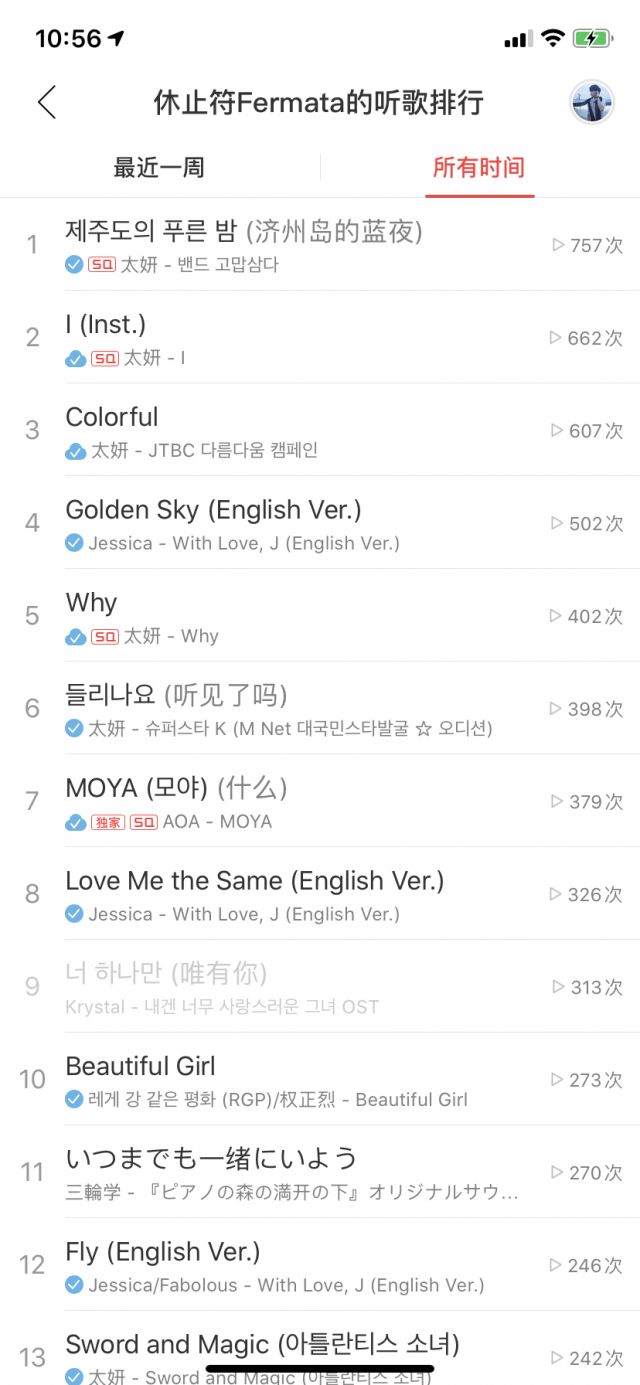 10:56
休止符Fermata的听歌排行
最近一周
所有时间
1
제주도의 푸른 밤 (济州岛的蓝夜)
SQ 太妍 - 밴드 고맙삼다
757次
2
I (Inst.)
SQ 太妍 - I
662次
3
Colorful
太妍 - JTBC 다름다움 캠페인
607次
4
Golden Sky (English Ver.)
Jessica - With Love, J (English Ver.)
502次
5
Why
SQ 太妍 - Why
402次
6
들리나요 (听见了吗)
太妍 - 슈퍼스타 K (M Net 대국민스타발굴 ☆ 오디션)
398次
7
MOYA (모야) (什么)
独家 SQ AOA - MOYA
379次
8
Love Me the Same (English Ver.)
Jessica - With Love, J (English Ver.)
326次
9
너 하나만 (唯有你)
Krystal - 내겐 너무 사랑스러운 그녀 OST
313次
10
Beautiful Girl
레게 강 같은 평화 (RGP)/权正烈 - Beautiful Girl
273次
11
いつまでも一绪にいよう
三輪学 - 『ピアノの森の満开の下』オリジナルサウ...
270次
12
Fly (English Ver.)
Jessica/Fabolous - With Love, J (English Ver.)
246次
13
Sword and Magic (아틀란티스 소녀)
太妍 - Sword and Magic (아틀란티스 소녀)
242次